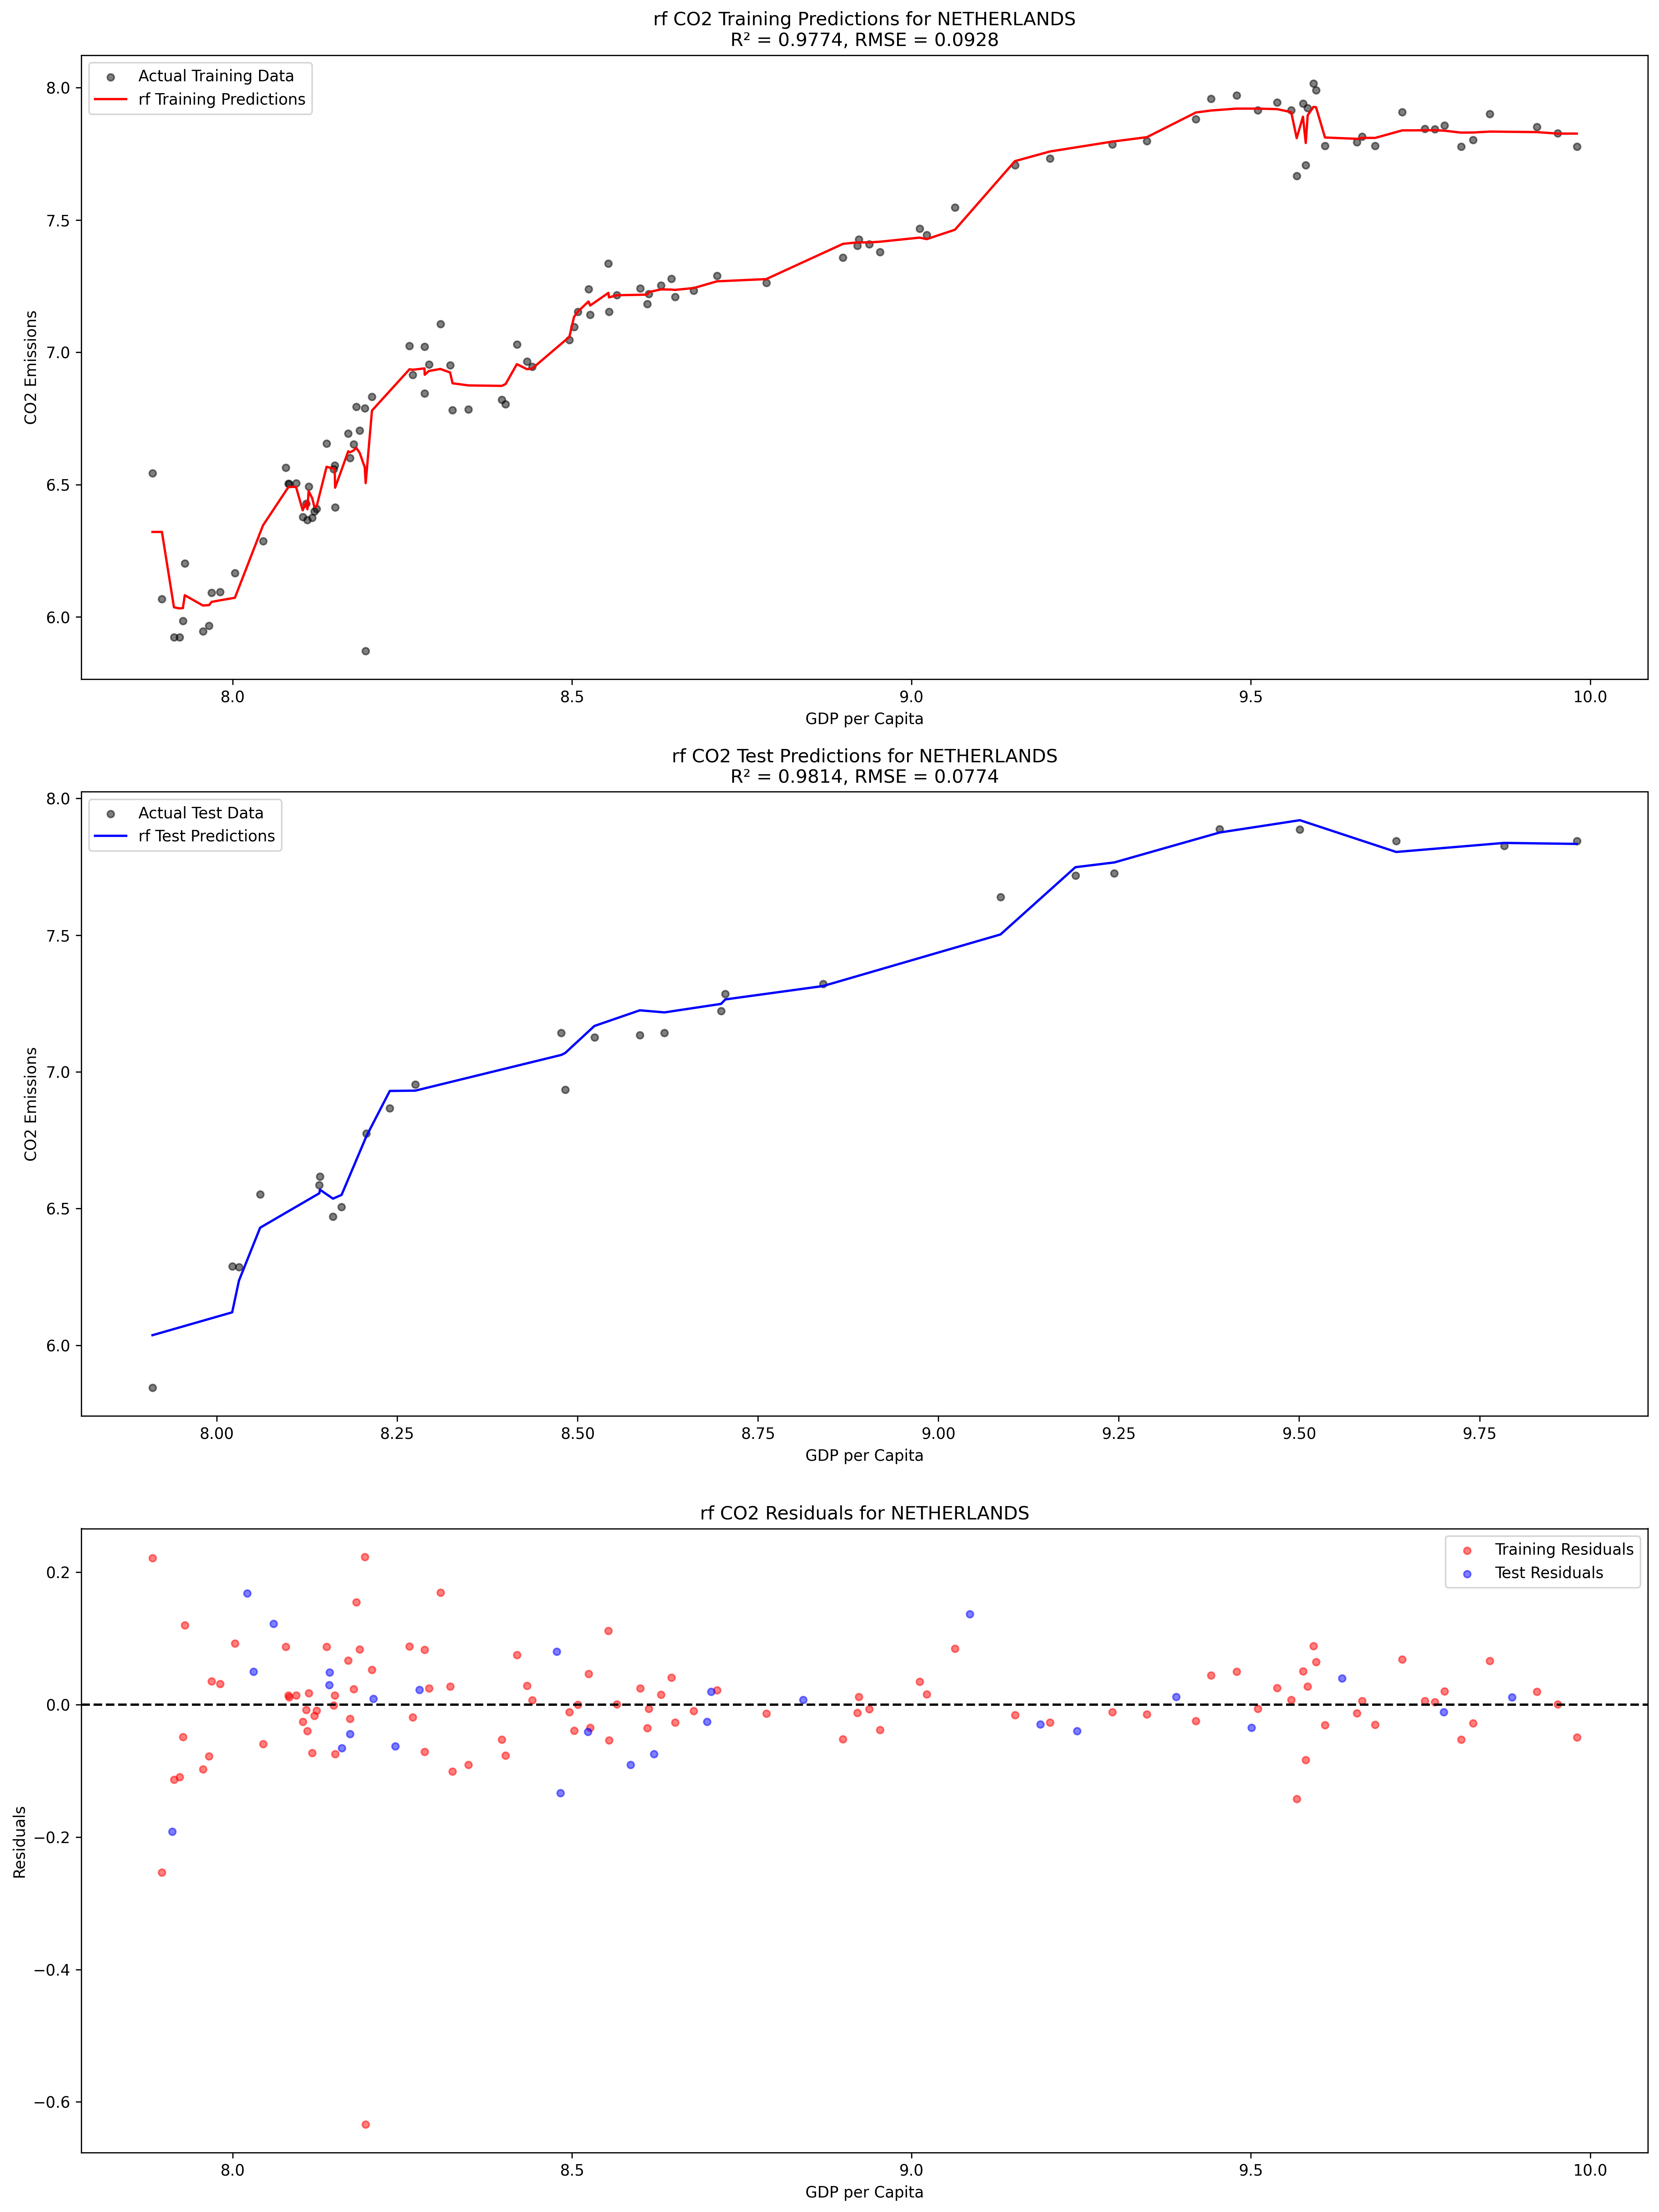 rf CO2 Training Predictions for NETHERLANDS
R² = 0.9774, RMSE = 0.0928
Actual Training Data
rf Training Predictions
8.0
7.5
7.0
6.5
6.0
CO2 Emissions
8.0 8.5 9.0 9.5 10.0
GDP per Capita
rf CO2 Test Predictions for NETHERLANDS
R² = 0.9814, RMSE = 0.0774
Actual Test Data
rf Test Predictions
8.0
7.5
7.0
6.5
6.0
CO2 Emissions
8.00 8.25 8.50 8.75 9.00 9.25 9.50 9.75
GDP per Capita
rf CO2 Residuals for NETHERLANDS
Training Residuals
Test Residuals
0.2
0.0
−0.2
−0.4
−0.6
Residuals
8.0 8.5 9.0 9.5 10.0
GDP per Capita